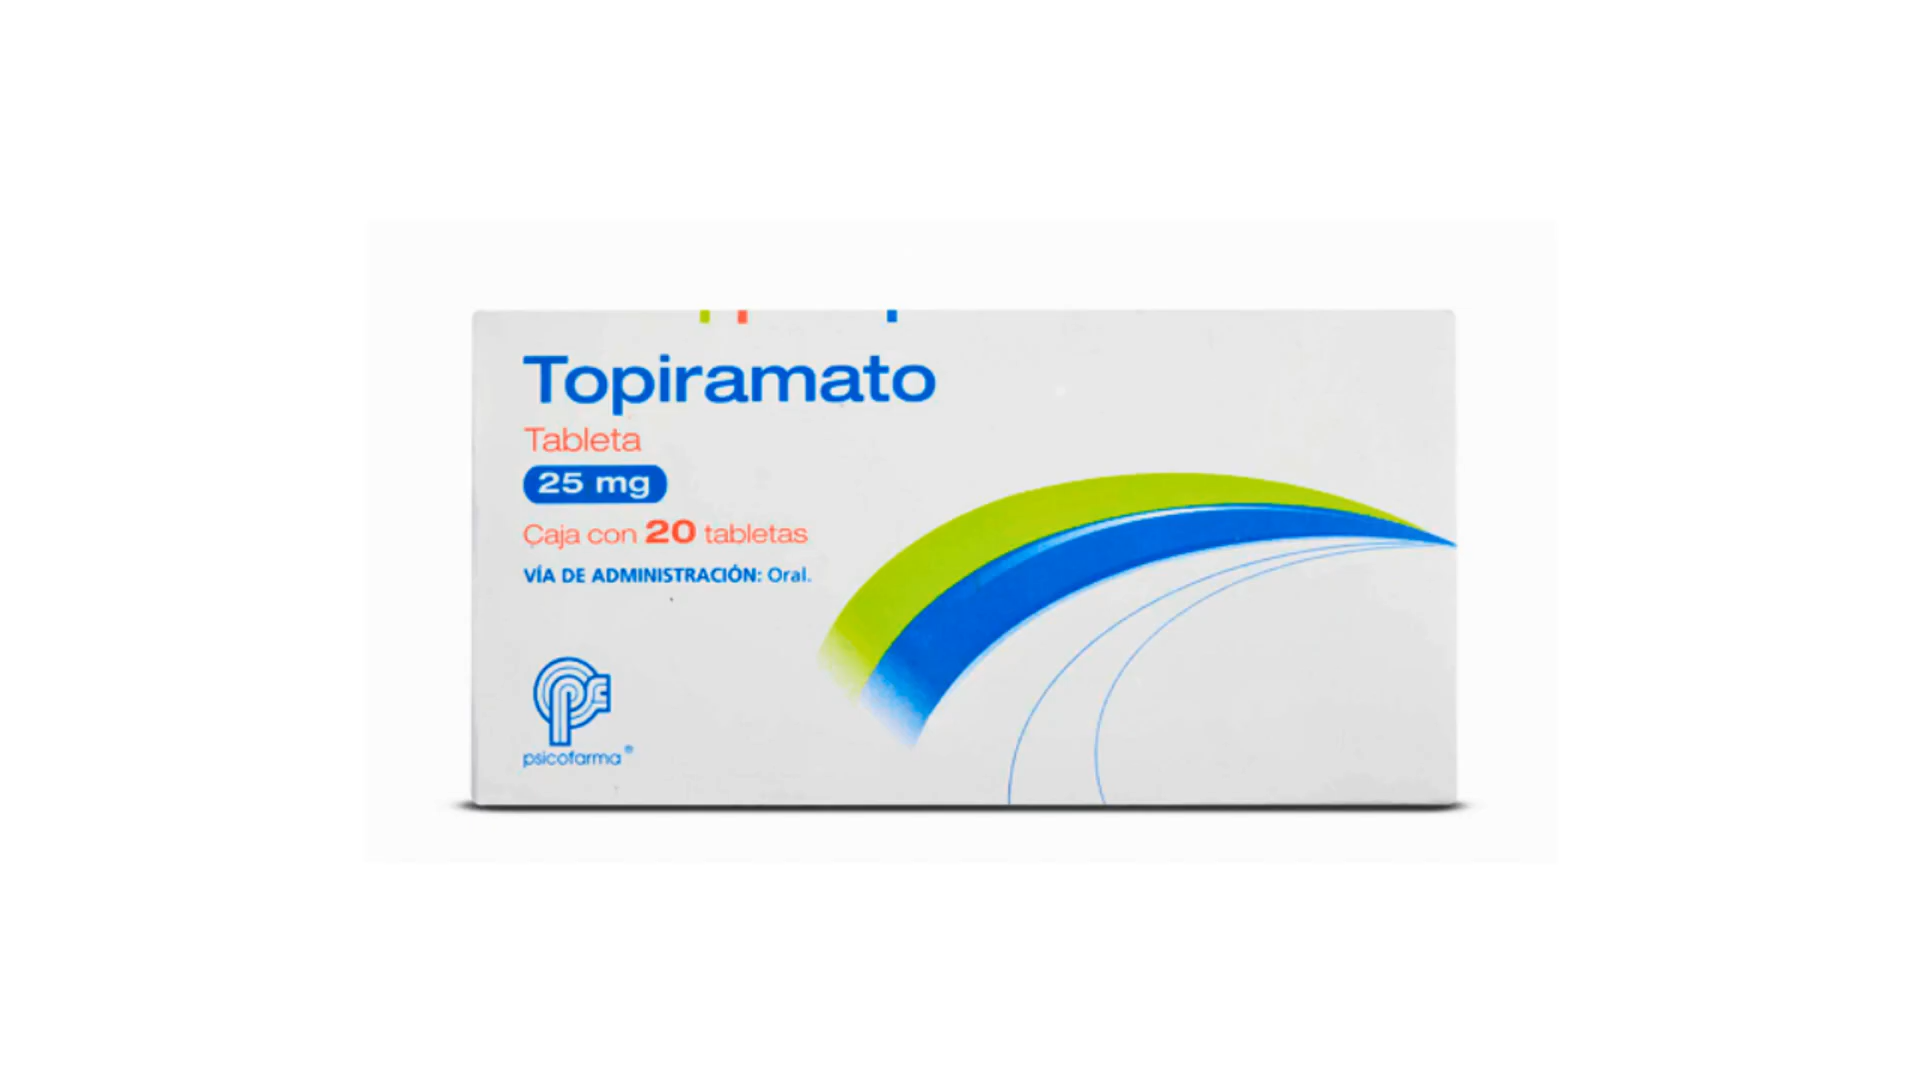 Topiramato
Tableta
25 mg
Caja con 20 tabletas
VÍA DE ADMINISTRACIÓN: Oral.
psicofarma®